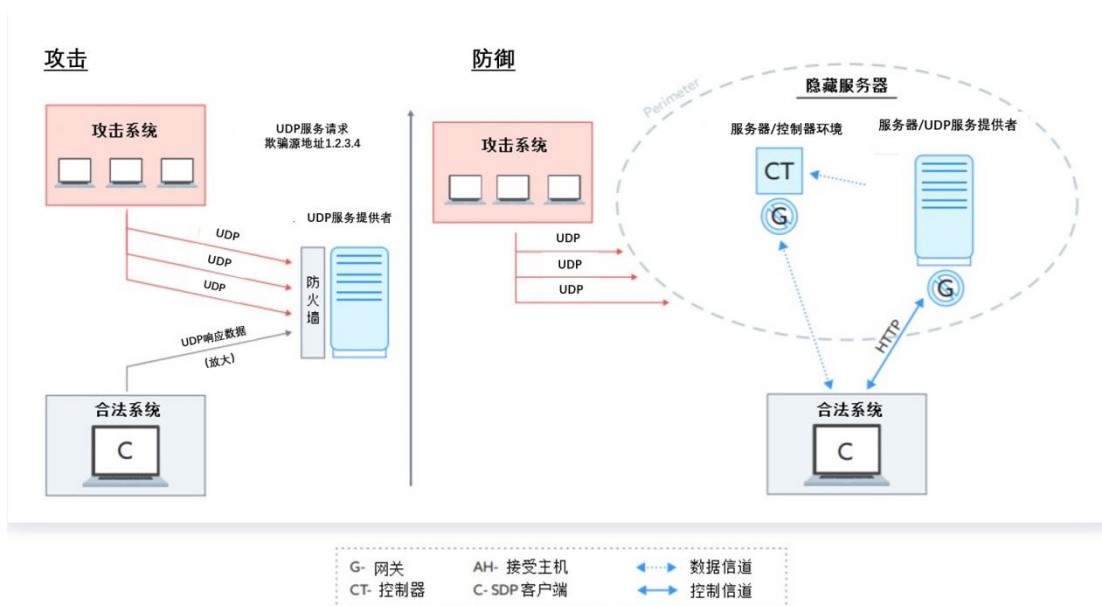 攻击
攻击系统
UDP服务请求
欺骗源地址1.2.3.4
UDP服务提供者
UDP
UDP
UDP
防火墙
UDP响应数据
(放大)
合法系统
C
防御
攻击系统
UDP
UDP
UDP
Perimeter
隐藏服务器
服务器/控制器环境
服务器/UDP服务提供者
CT
G
G
HTTP
合法系统
C
G- 网关
AH- 接受主机
数据信道
CT- 控制器
C- SDP 客户端
控制信道